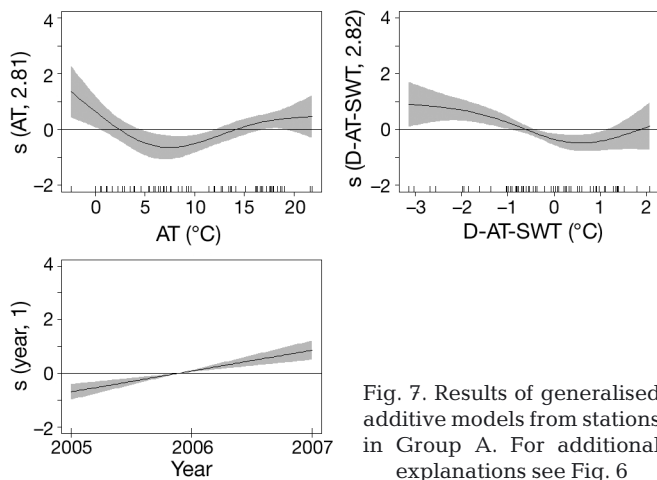 4
2
0
−2
s (AT, 2.81)
0 5 10 15 20
AT (°C)
4
2
0
−2
s (D-AT-SWT, 2.82)
−3 −2 −1 0 1 2
D-AT-SWT (°C)
4
2
0
−2
s (year, 1)
2005 2006 2007
Year
Fig. 7. Results of generalised
additive models from stations
in Group A. For additional
explanations see Fig. 6